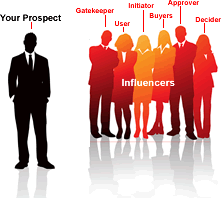 Your Prospect
Gatekeeper
User
Initiator
Buyers
Approver
Decider
Influencers